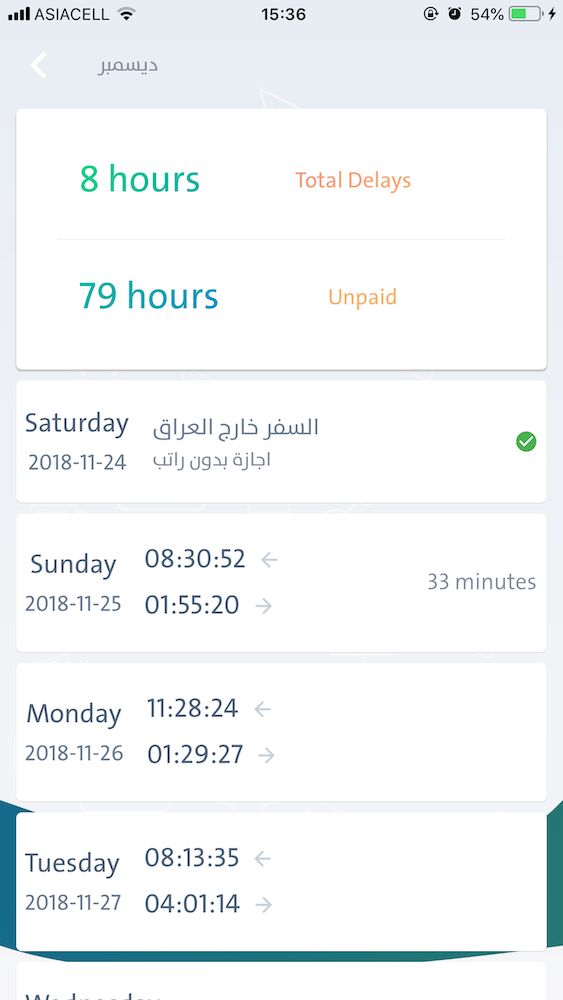 ASIACELL 15:36 54%
ديسمبر
8 hours Total Delays
79 hours Unpaid
Saturday السفر خارج العراق
2018-11-24 اجازة بدون راتب
Sunday 08:30:52 ←
33 minutes
2018-11-25 01:55:20 →
Monday 11:28:24 ←
2018-11-26 01:29:27 →
Tuesday 08:13:35 ←
2018-11-27 04:01:14 →
Wednesday